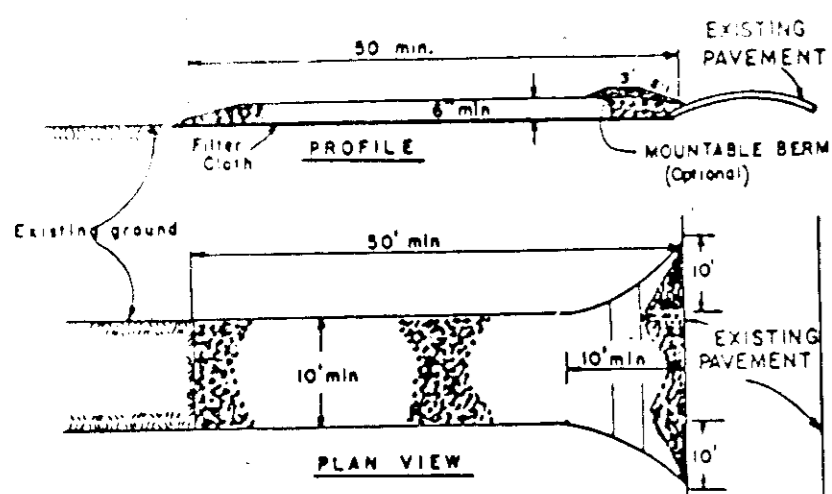 EXISTING
PAVEMENT
50 min.
3'
6" min
Filter
Cloth
PROFILE
MOUNTABLE BERM
(Optional)
Existing ground
50' min
10'
EXISTING
PAVEMENT
10' min
10' min
10'
PLAN VIEW